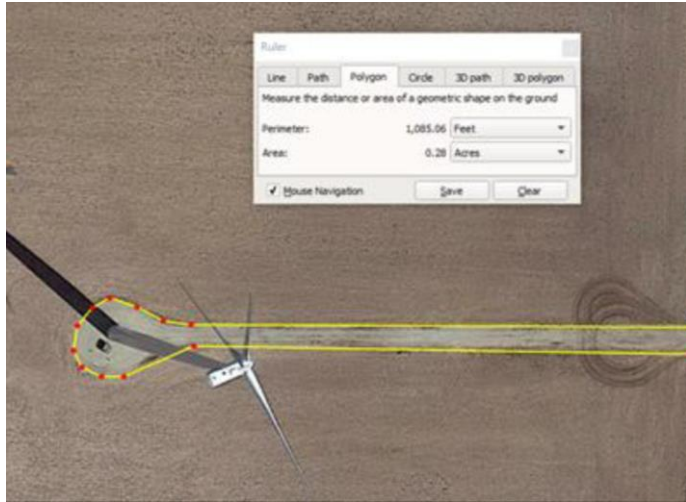 Ruler
Line Path Polygon Circle 3D path 3D polygon
Measure the distance or area of a geometric shape on the ground
Perimeter: 1,085.06 Feet
Area: 0.28 Acres
Mouse Navigation Save Clear